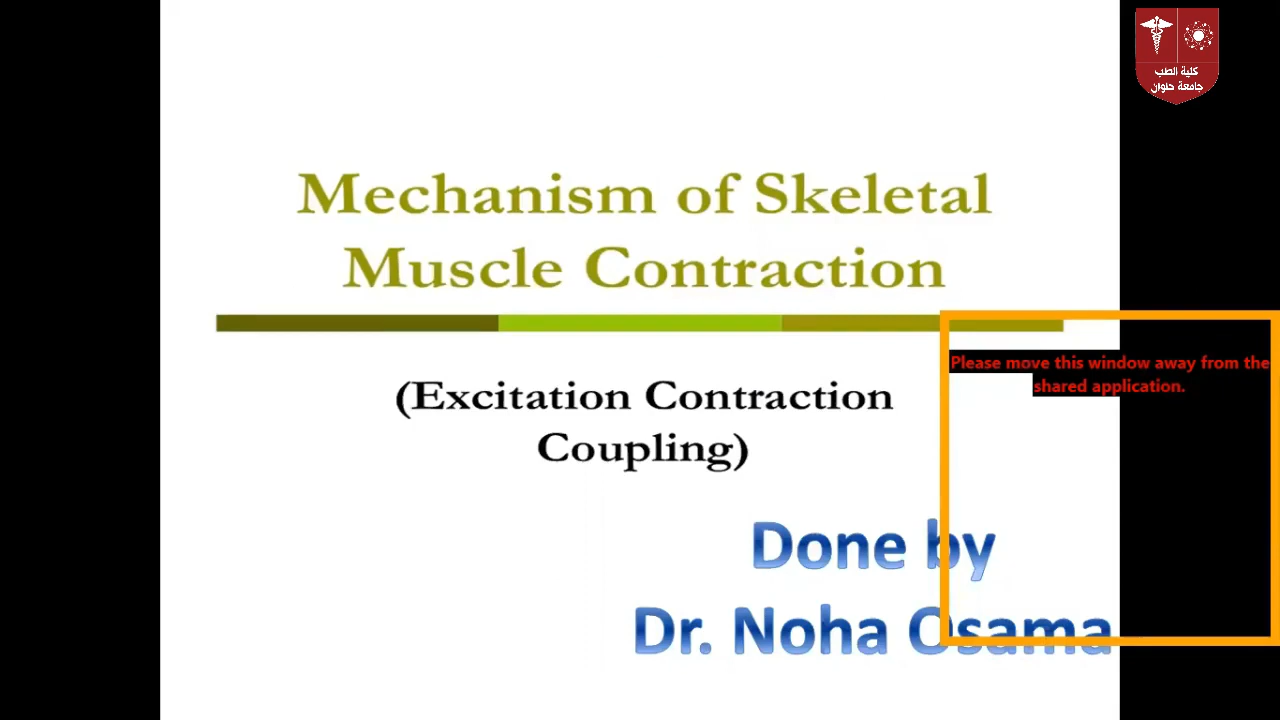 كلية الطب
جامعة حلوان
Mechanism of Skeletal
Muscle Contraction
(Excitation Contraction
Coupling)
Please move this window away from the
shared application.
Done by
Dr. Noha Osama